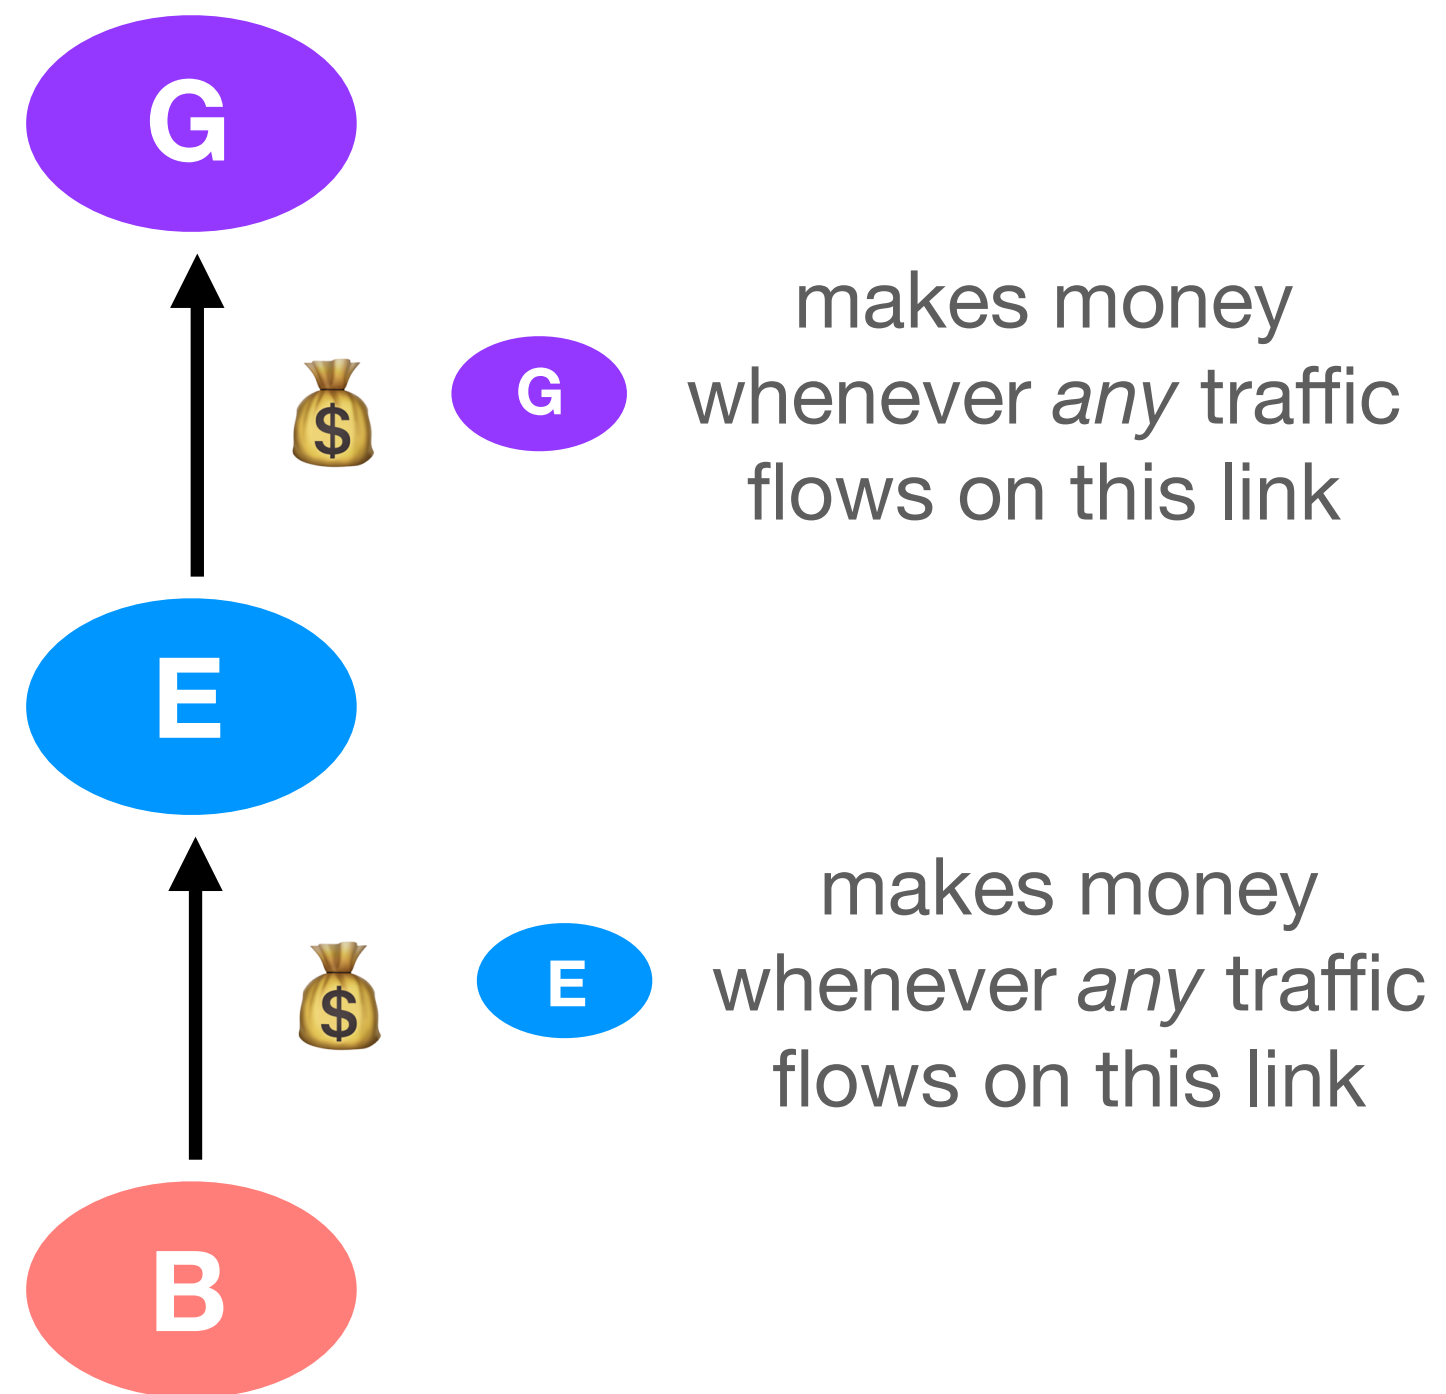 G
G
makes money
whenever any traffic
flows on this link
$
E
E
makes money
whenever any traffic
flows on this link
$
B